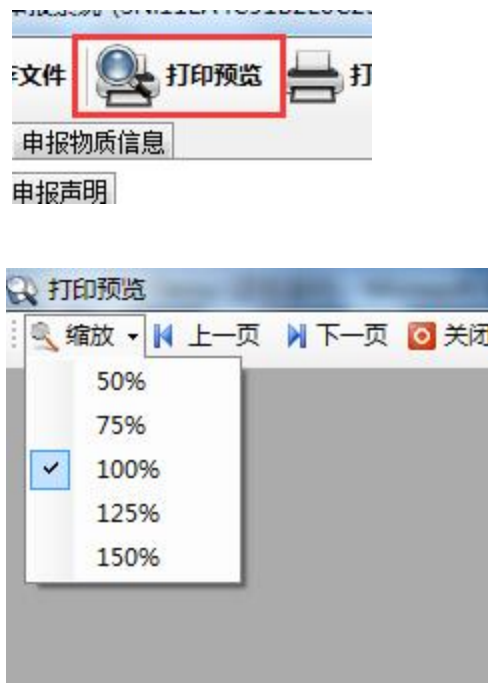 文件 打印预览 打
申报物质信息
申报声明
打印预览
缩放 上一页 下一页 关闭
50%
75%
100%
125%
150%